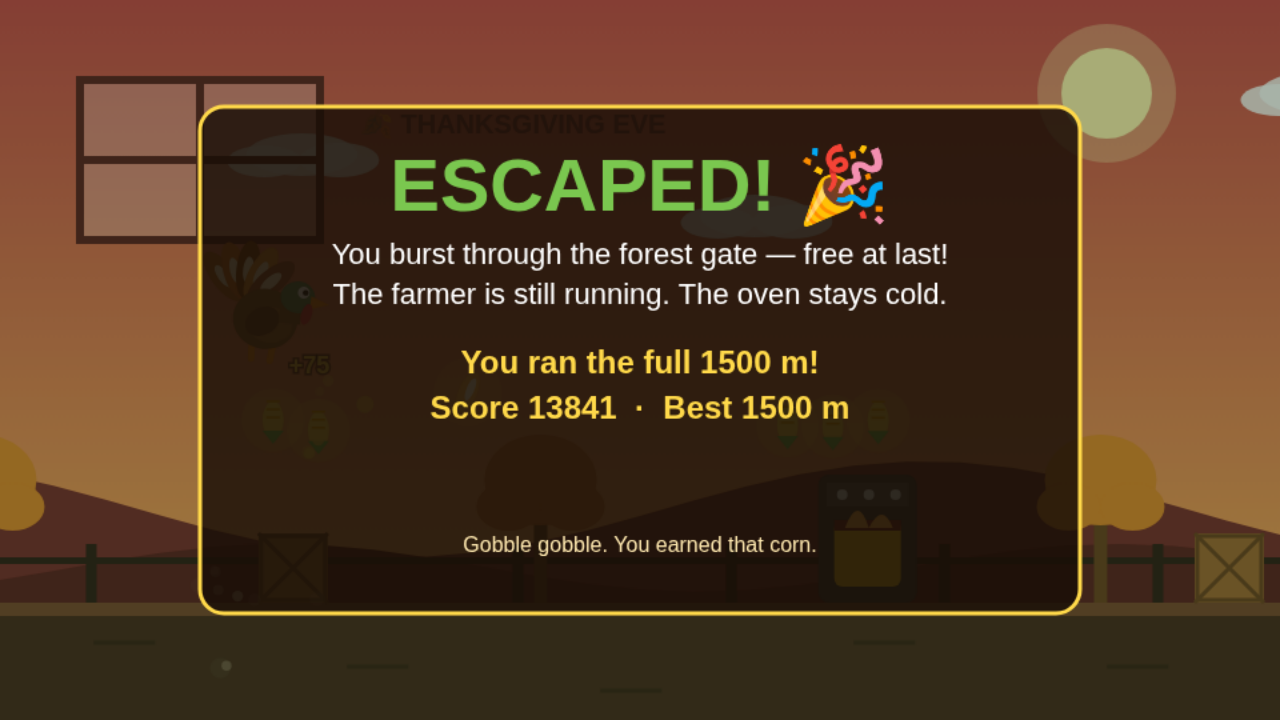 THANKSGIVING EVE
ESCAPED!
You burst through the forest gate — free at last!
The farmer is still running. The oven stays cold.
+75
You ran the full 1500 m!
Score 13841 · Best 1500 m
Gobble gobble. You earned that corn.